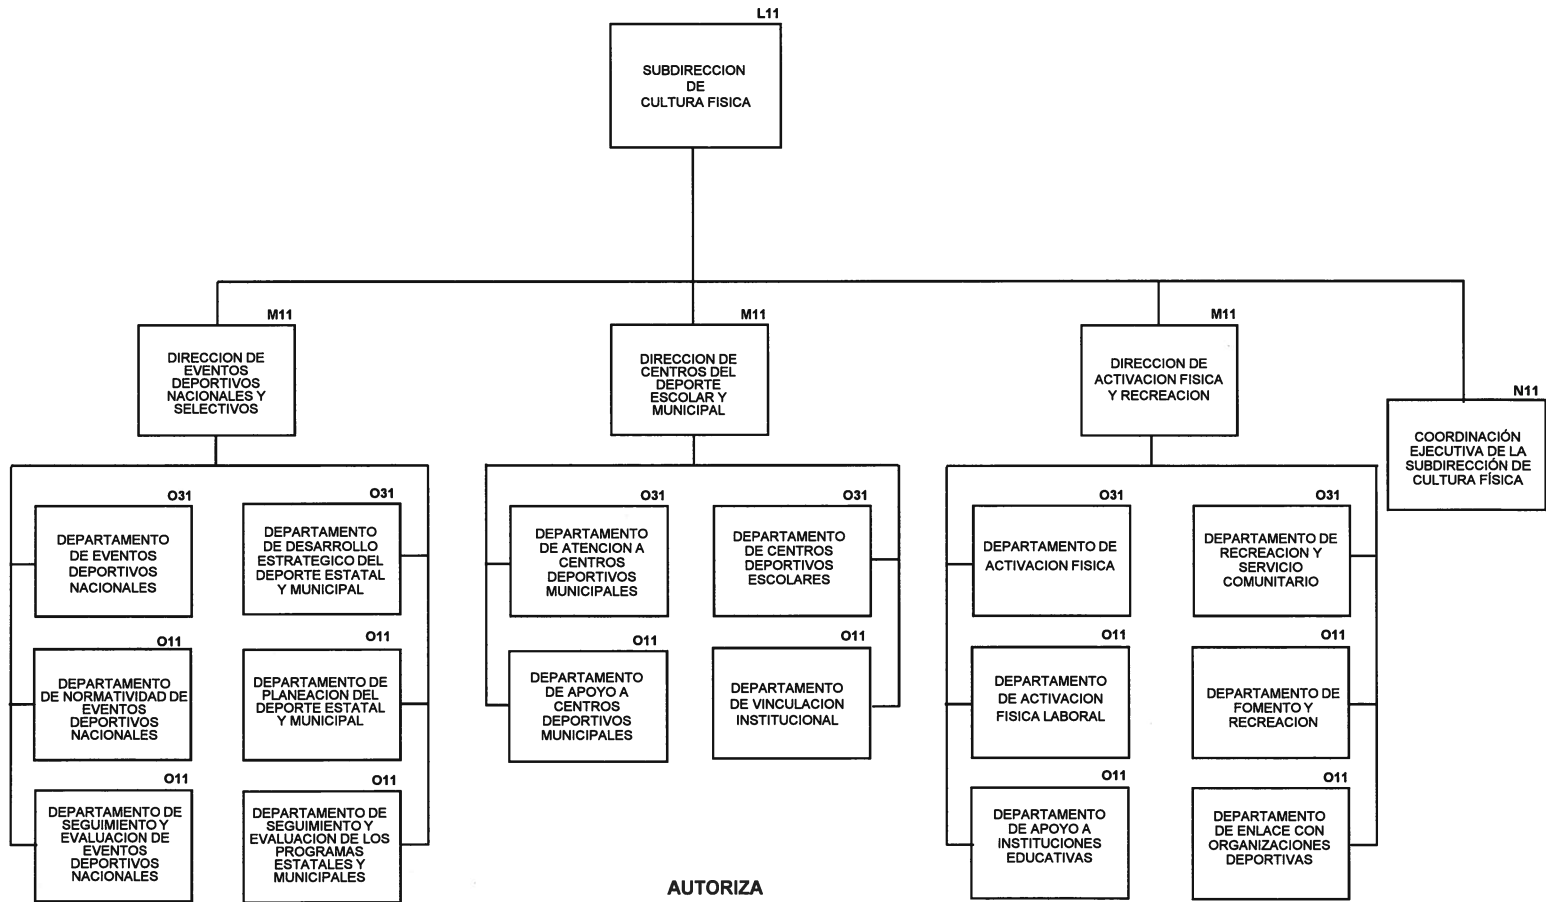 L11
SUBDIRECCION
DE
CULTURA FISICA
M11
DIRECCION DE
EVENTOS
DEPORTIVOS
NACIONALES Y
SELECTIVOS
M11
DIRECCION DE
CENTROS DEL
DEPORTE
ESCOLAR Y
MUNICIPAL
M11
DIRECCION DE
ACTIVACION FISICA
Y RECREACION
N11
COORDINACIÓN
EJECUTIVA DE LA
SUBDIRECCIÓN DE
CULTURA FÍSICA
O31
DEPARTAMENTO
DE EVENTOS
DEPORTIVOS
NACIONALES
O31
DEPARTAMENTO
DE DESARROLLO
ESTRATEGICO DEL
DEPORTE ESTATAL
Y MUNICIPAL
O31
DEPARTAMENTO
DE ATENCION A
CENTROS
DEPORTIVOS
MUNICIPALES
O31
DEPARTAMENTO
DE CENTROS
DEPORTIVOS
ESCOLARES
O31
DEPARTAMENTO DE
ACTIVACION FISICA
O31
DEPARTAMENTO DE
RECREACION Y
SERVICIO
COMUNITARIO
O11
DEPARTAMENTO
DE NORMATIVIDAD DE
EVENTOS
DEPORTIVOS
NACIONALES
O11
DEPARTAMENTO DE
PLANEACION DEL
DEPORTE ESTATAL
Y MUNICIPAL
O11
DEPARTAMENTO
DE APOYO A
CENTROS
DEPORTIVOS
MUNICIPALES
O11
DEPARTAMENTO
DE VINCULACION
INSTITUCIONAL
O11
DEPARTAMENTO
DE ACTIVACION
FISICA LABORAL
O11
DEPARTAMENTO DE
FOMENTO Y
RECREACION
O11
DEPARTAMENTO DE
SEGUIMIENTO Y
EVALUACION DE
EVENTOS
DEPORTIVOS
NACIONALES
O11
DEPARTAMENTO DE
SEGUIMIENTO Y
EVALUACION DE LOS
PROGRAMAS
ESTATALES Y
MUNICIPALES
O11
DEPARTAMENTO
DE APOYO A
INSTITUCIONES
EDUCATIVAS
O11
DEPARTAMENTO
DE ENLACE CON
ORGANIZACIONES
DEPORTIVAS
AUTORIZA